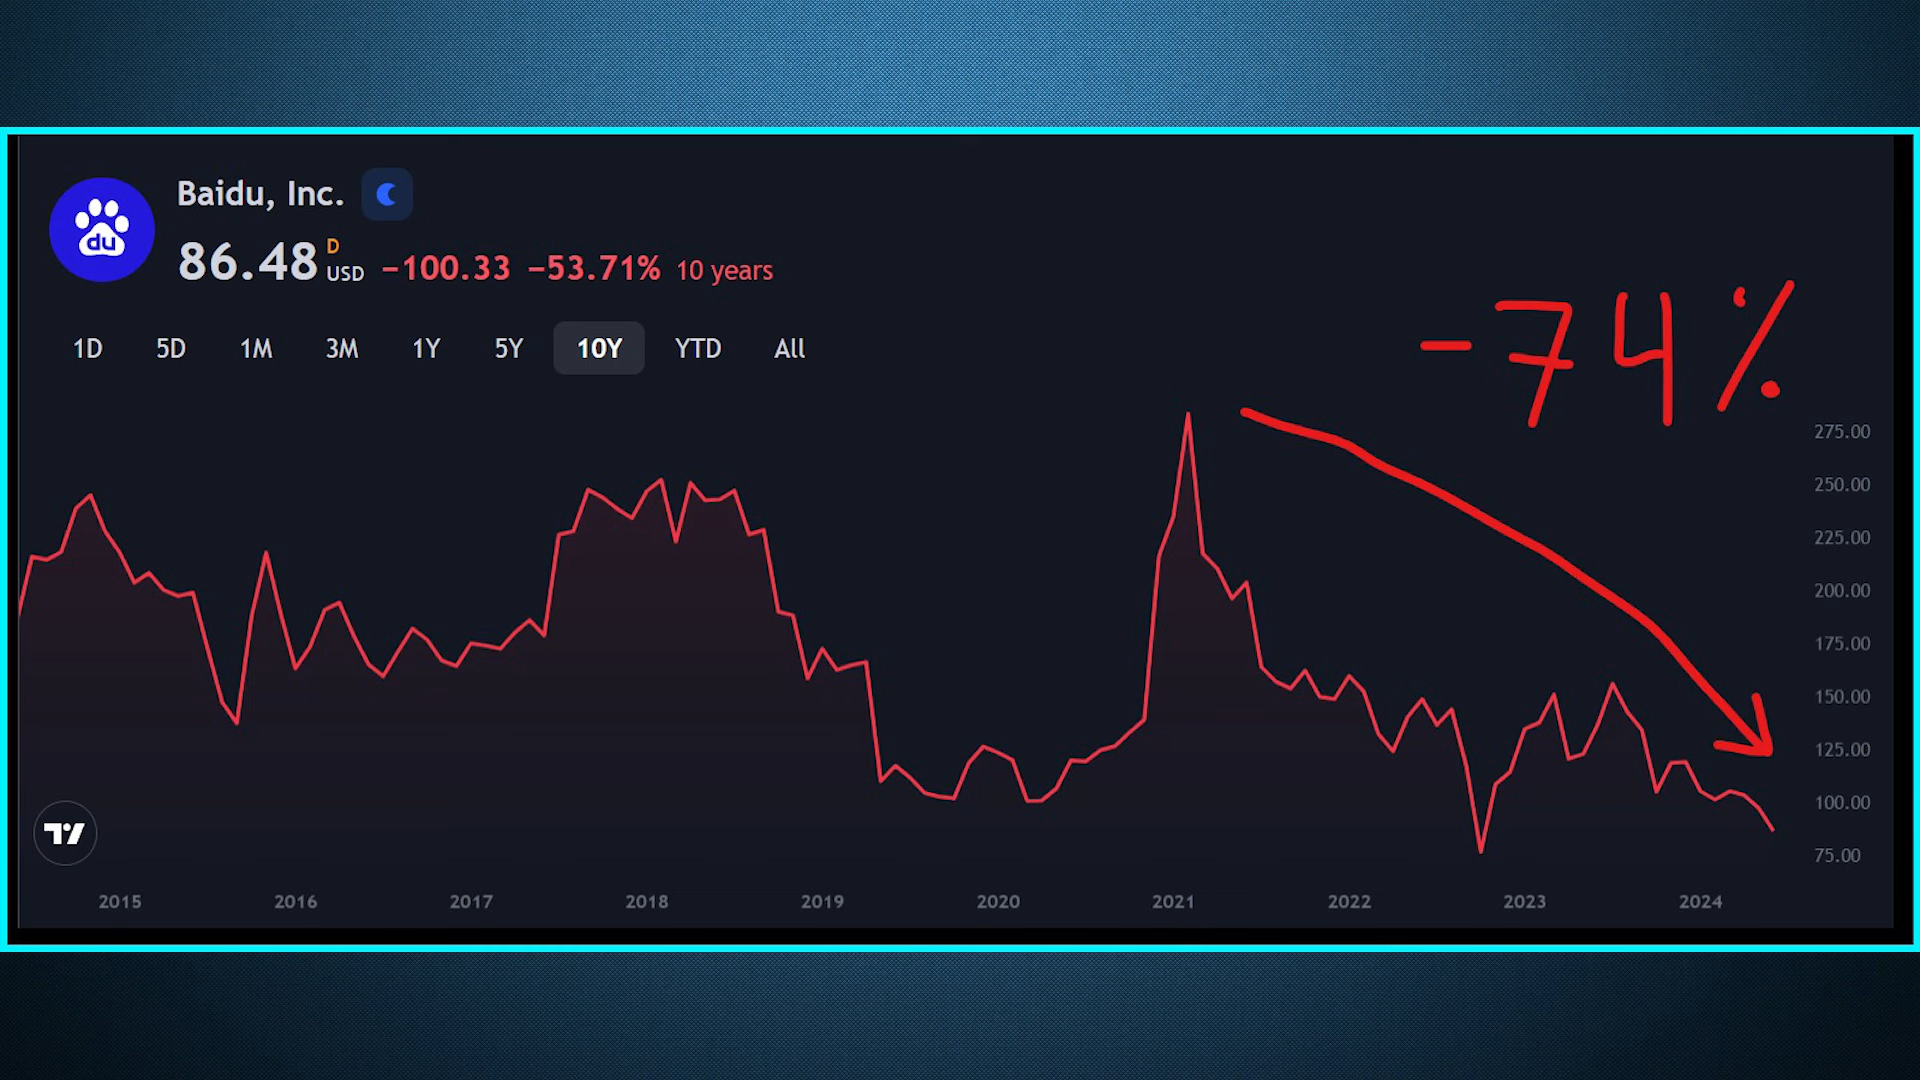 Baidu, Inc.
du
86.48 D USD −100.33 −53.71% 10 years
1D 5D 1M 3M 1Y 5Y 10Y YTD All
-74%
275.00
250.00
225.00
200.00
175.00
150.00
125.00
100.00
75.00
2015 2016 2017 2018 2019 2020 2021 2022 2023 2024